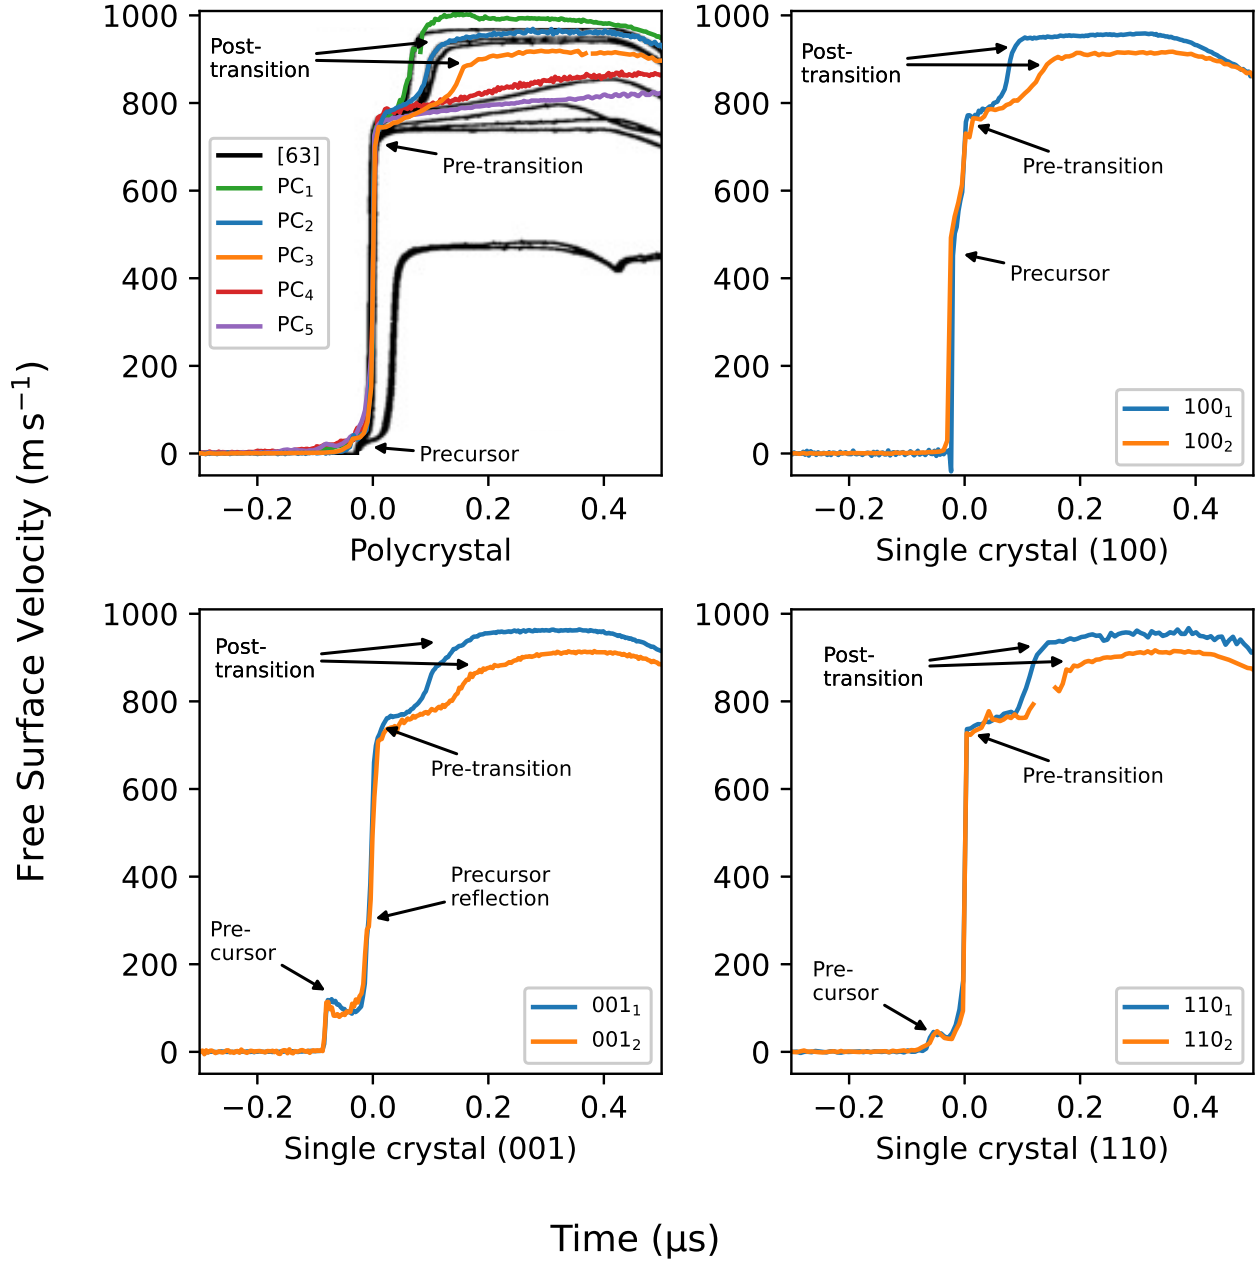 Free Surface Velocity (m s⁻¹)
1000
800
600
400
200
0
Post-
transition
[63]
PC₁
PC₂
PC₃
PC₄
PC₅
Pre-transition
Precursor
−0.2 0.0 0.2 0.4
Polycrystal
1000
800
600
400
200
0
Post-
transition
Pre-transition
Precursor
100₁
100₂
−0.2 0.0 0.2 0.4
Single crystal (100)
1000
800
600
400
200
0
Post-
transition
Pre-transition
Precursor
reflection
Pre-
cursor
001₁
001₂
−0.2 0.0 0.2 0.4
Single crystal (001)
1000
800
600
400
200
0
Post-
transition
Pre-transition
Pre-
cursor
110₁
110₂
−0.2 0.0 0.2 0.4
Single crystal (110)
Time (µs)